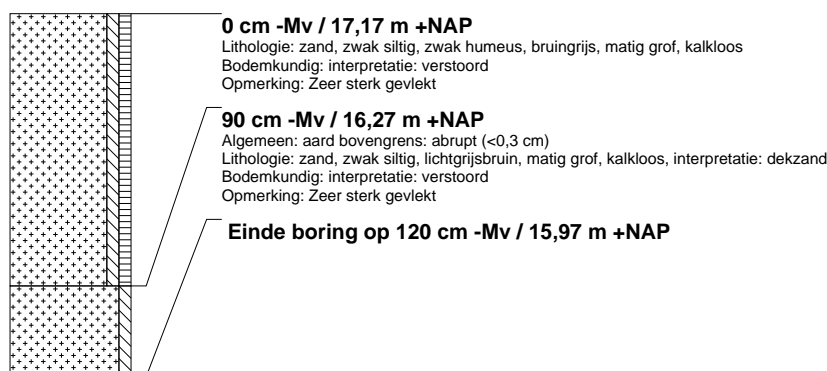 0 cm -Mv / 17,17 m +NAP
Lithologie: zand, zwak siltig, zwak humeus, bruingrijs, matig grof, kalkloos
Bodemkundig: interpretatie: verstoord
Opmerking: Zeer sterk gevlekt
90 cm -Mv / 16,27 m +NAP
Algemeen: aard bovengrens: abrupt (<0,3 cm)
Lithologie: zand, zwak siltig, lichtgrijsbruin, matig grof, kalkloos, interpretatie: dekzand
Bodemkundig: interpretatie: verstoord
Opmerking: Zeer sterk gevlekt
Einde boring op 120 cm -Mv / 15,97 m +NAP